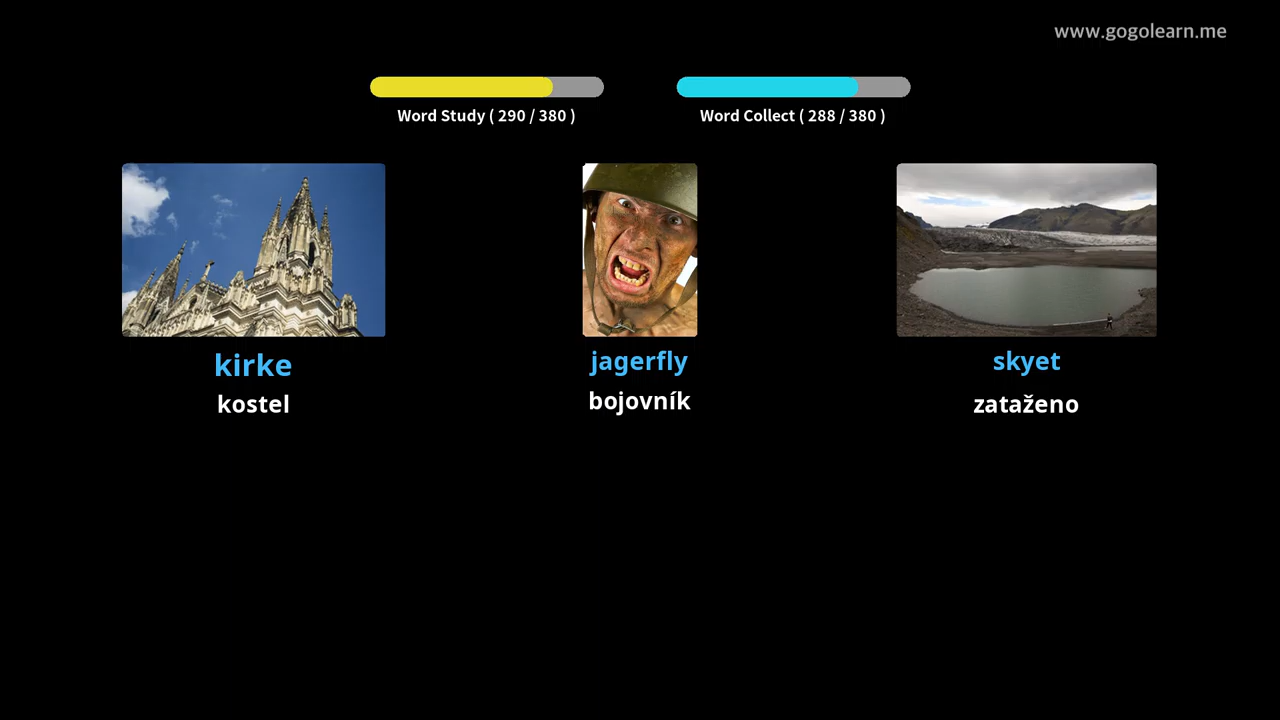 www.gogolearn.me
Word Study ( 290 / 380 )
Word Collect ( 288 / 380 )
kirke
jagerfly
skyet
kostel
bojovník
zataženo